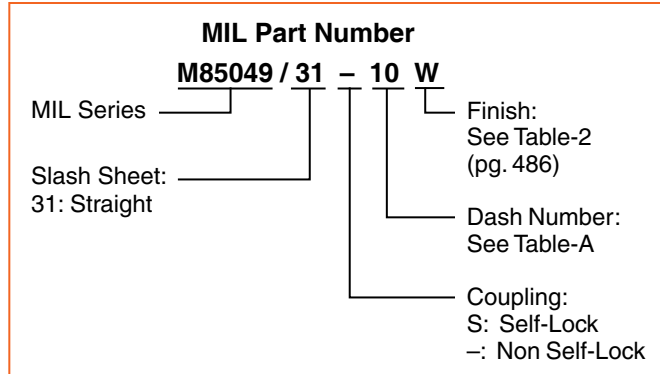 MIL Part Number
M85049 / 31 – 10 W
MIL Series
Slash Sheet:
31: Straight
Finish:
See Table-2
(pg. 486)
Dash Number:
See Table-A
Coupling:
S: Self-Lock
–: Non Self-Lock